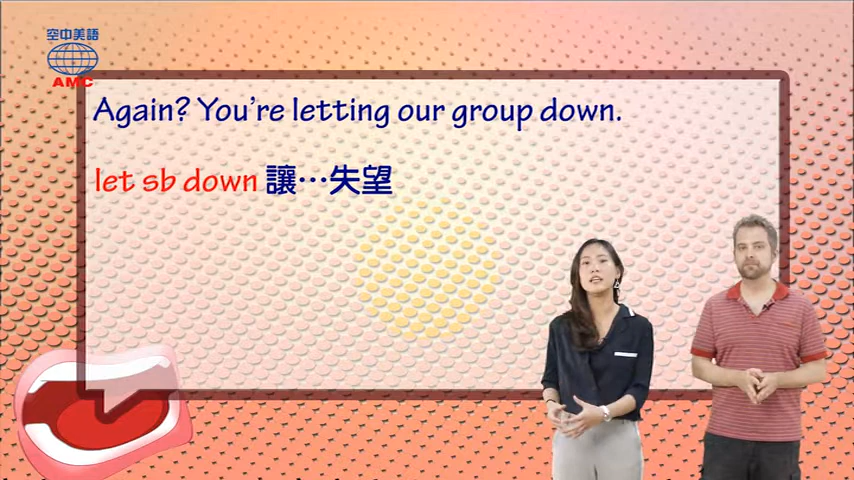 空中美語
AMC
Again? You're letting our group down.
let sb down 讓…失望